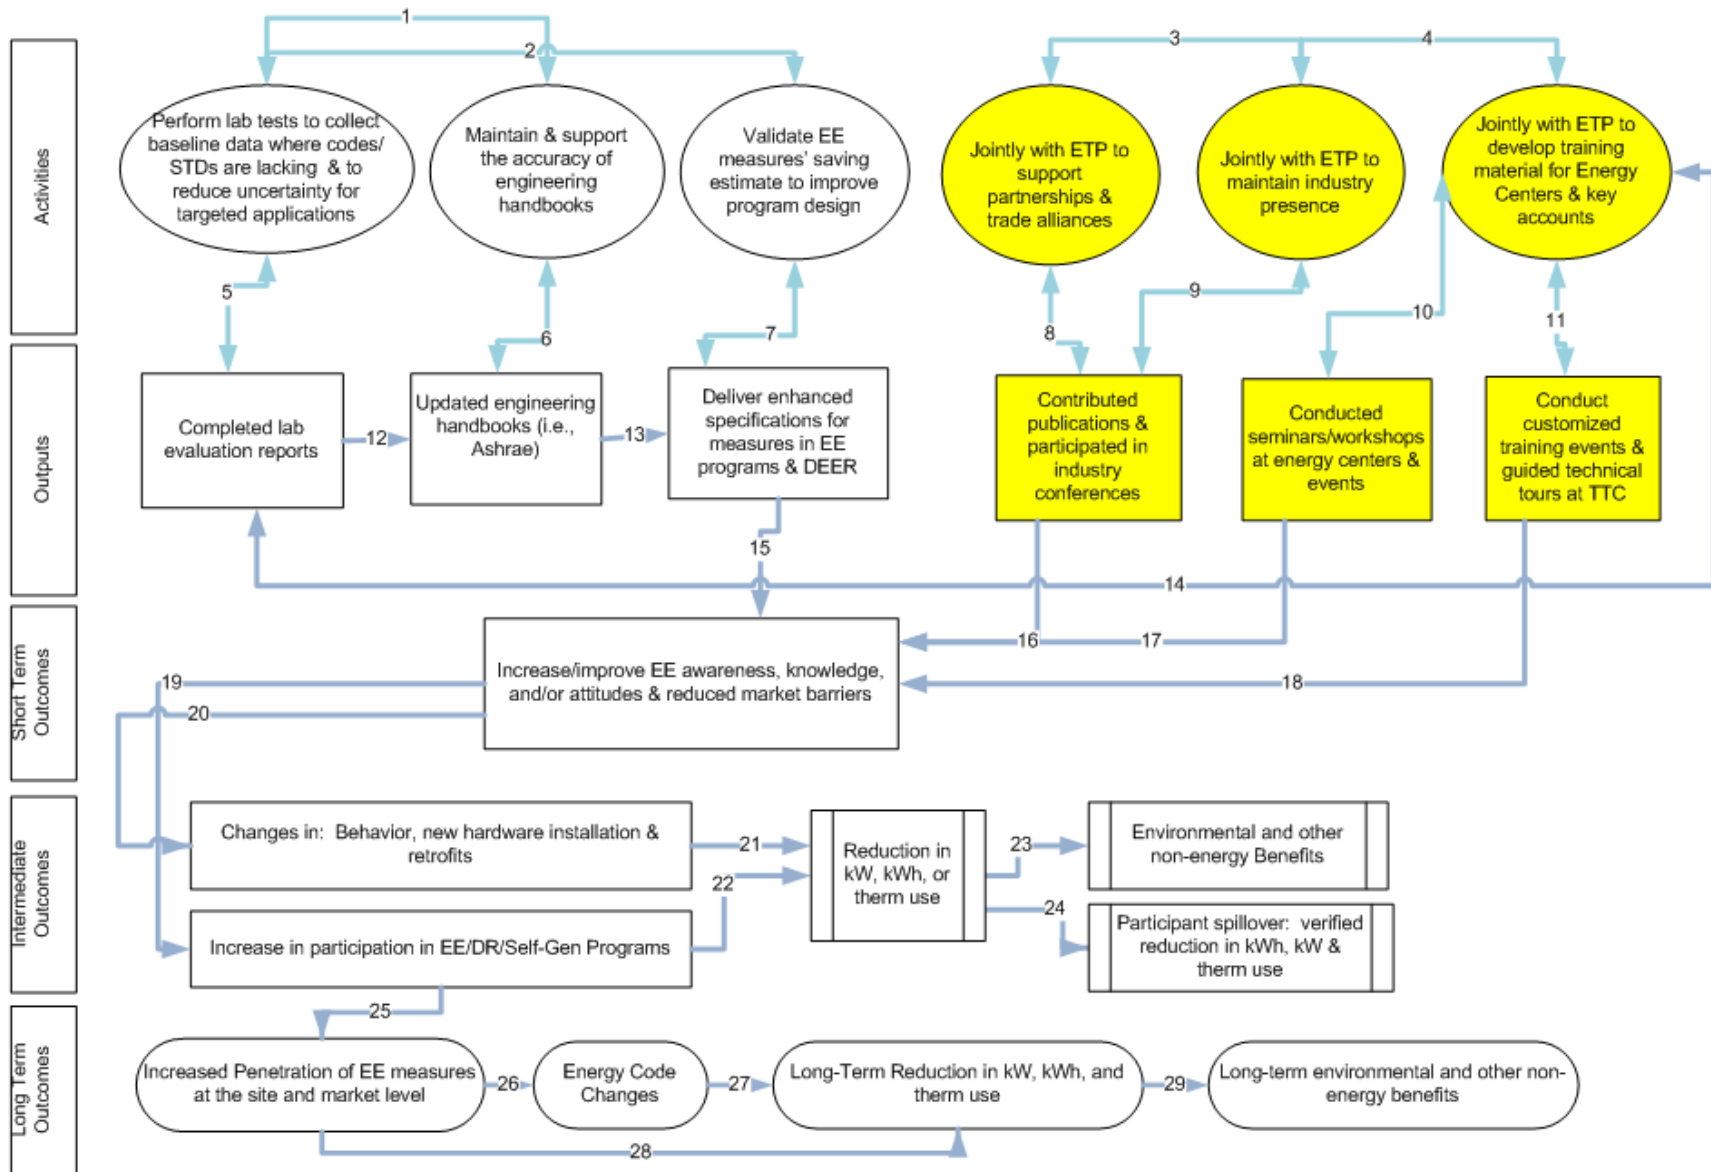 1
2
3
4
Activities
Perform lab tests to collect
baseline data where codes/
STDs are lacking & to
reduce uncertainty for
targeted applications
Maintain & support
the accuracy of
engineering
handbooks
Validate EE
measures' saving
estimate to improve
program design
Jointly with ETP to
support
partnerships &
trade alliances
Jointly with ETP to
maintain industry
presence
Jointly with ETP to
develop training
material for Energy
Centers & key
accounts
5
6
7
8
9
10
11
Outputs
Completed lab
evaluation reports
12
Updated engineering
handbooks (i.e.,
Ashrae)
13
Deliver enhanced
specifications for
measures in EE
programs & DEER
Contributed
publications &
participated in
industry
conferences
Conducted
seminars/workshops
at energy centers &
events
Conduct
customized
training events &
guided technical
tours at TTC
15
14
Short Term
Outcomes
Increase/improve EE awareness, knowledge,
and/or attitudes & reduced market barriers
16
17
18
19
20
Intermediate
Outcomes
Changes in: Behavior, new hardware installation &
retrofits
21
22
Increase in participation in EE/DR/Self-Gen Programs
Reduction in
kW, kWh, or
therm use
23
24
Environmental and other
non-energy Benefits
Participant spillover: verified
reduction in kWh, kW &
therm use
25
Long Term
Outcomes
Increased Penetration of EE measures
at the site and market level
26
Energy Code
Changes
27
Long-Term Reduction in kW, kWh, and
therm use
29
Long-term environmental and other non-
energy benefits
28